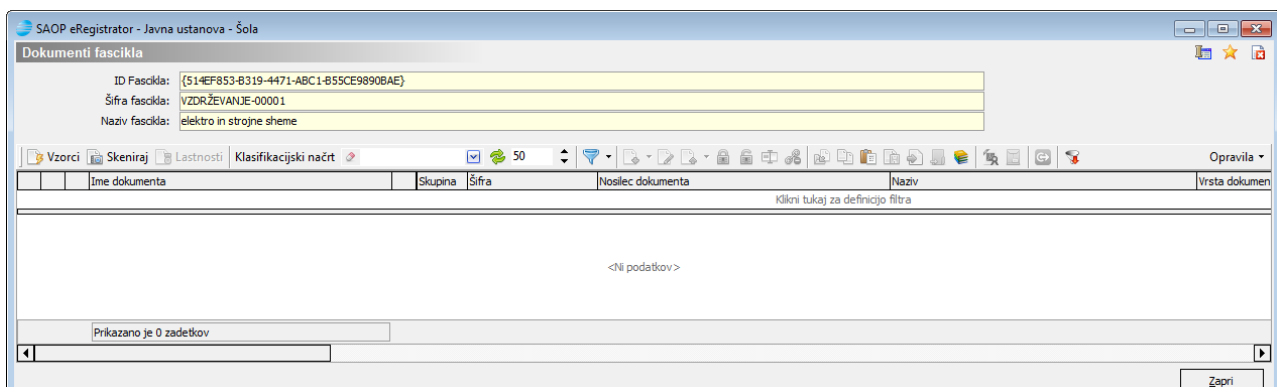 SAOP eRegistrator - Javna ustanova - Šola
Dokumenti fascikla
ID Fascikla: {514EF853-B319-4471-ABC1-B55CE9890BAE}
Šifra fascikla: VZDRŽEVANJE-00001
Naziv fascikla: elektro in strojne sheme
Vzorci Skeniraj Lastnosti Klasifikacijski načrt 50 Opravila
Ime dokumenta Skupina Šifra Nosilec dokumenta Naziv Vrsta dokumen
Klikni tukaj za definicijo filtra
<Ni podatkov>
Prikazano je 0 zadetkov
Zapri